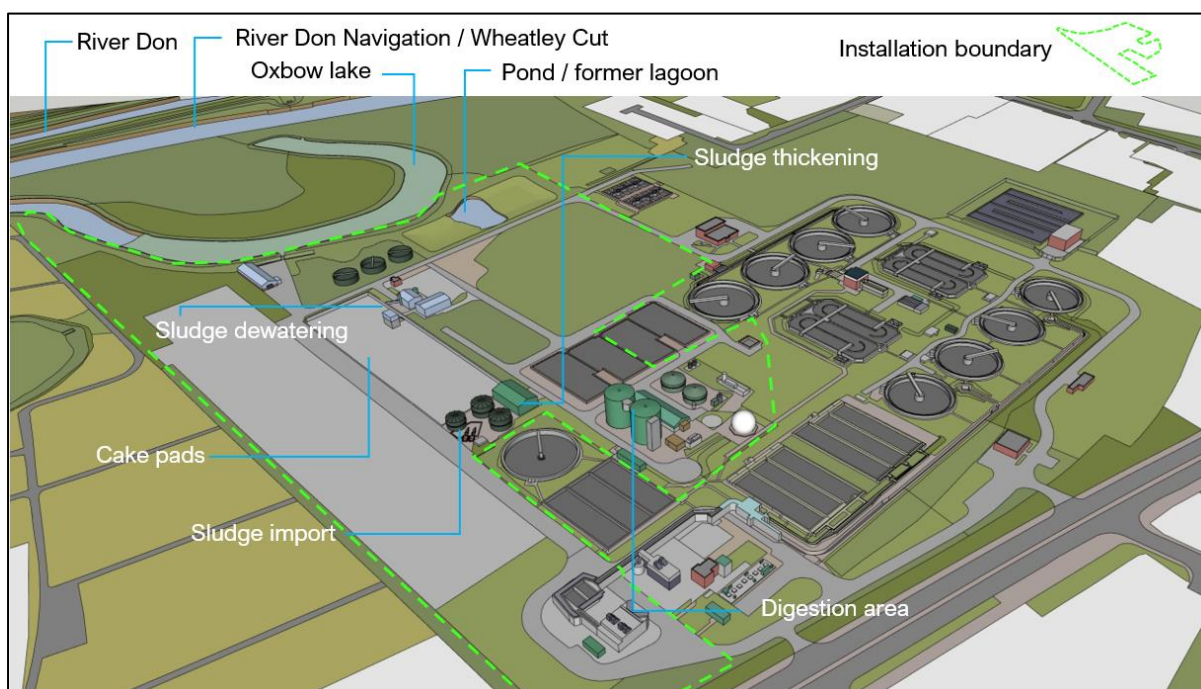 River Don
River Don Navigation / Wheatley Cut
Oxbow lake
Pond / former lagoon
Installation boundary
Sludge thickening
Sludge dewatering
Cake pads
Sludge import
Digestion area